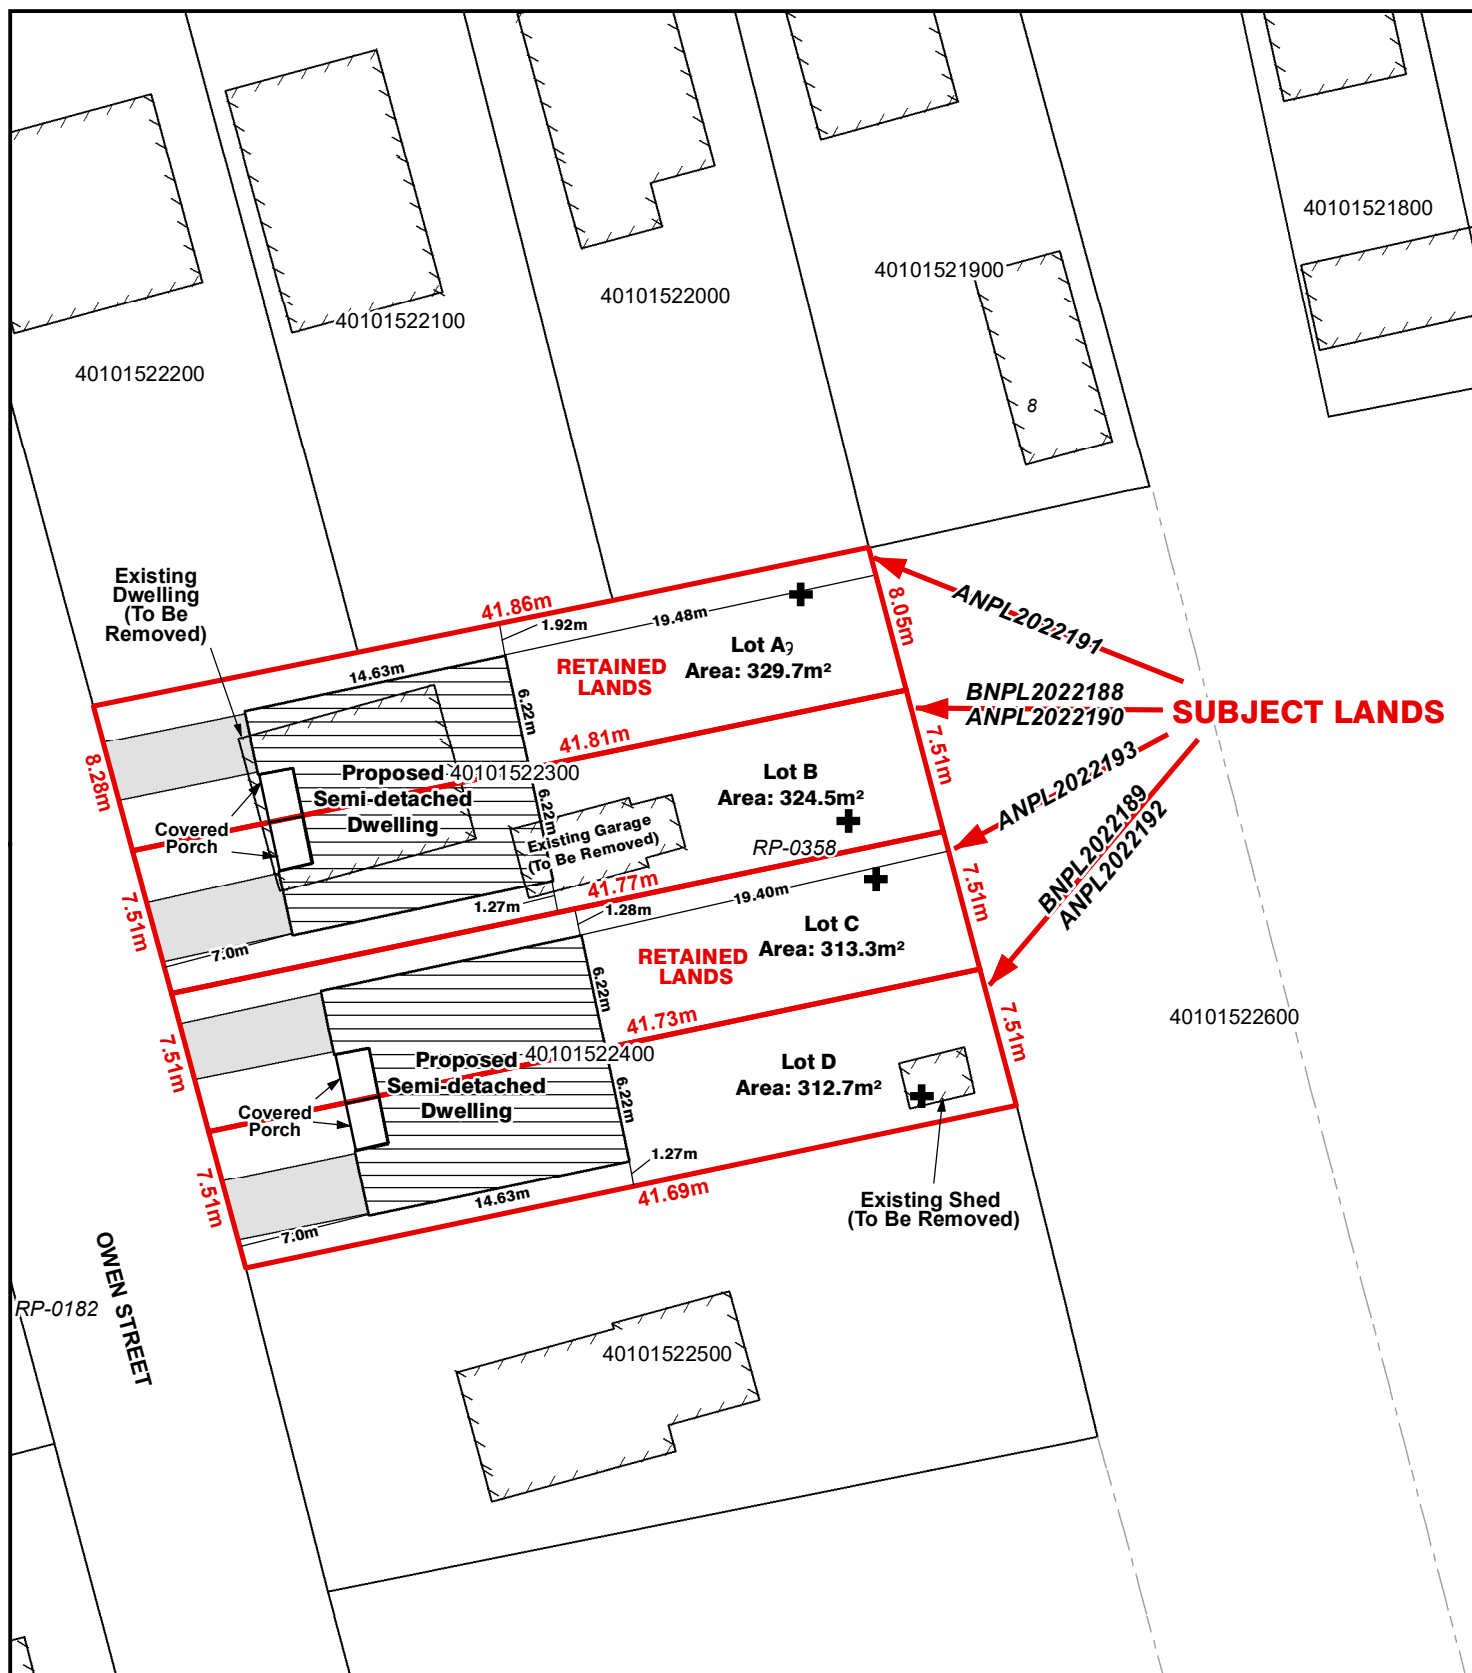 40101521800
40101521900
40101522000
40101522100
40101522200
8
Existing
Dwelling
(To Be
Removed)
41.86m
1.92m
19.48m
8.05m
ANPL2022191
Lot A
Area: 329.7m²
RETAINED
LANDS
14.63m
6.22m
BNPL2022188
ANPL2022190
SUBJECT LANDS
41.81m
7.51m
8.28m
Proposed
Semi-detached
Dwelling
40101522300
Lot B
Area: 324.5m²
ANPL2022193
6.22m
Covered
Porch
Existing Garage
(To Be Removed)
RP-0358
BNPL2022189
ANPL2022192
41.77m
1.27m
1.28m
19.40m
7.51m
7.51m
7.0m
Lot C
Area: 313.3m²
RETAINED
LANDS
6.22m
41.73m
7.51m
40101522600
7.51m
Proposed
Semi-detached
Dwelling
40101522400
Lot D
Area: 312.7m²
6.22m
Covered
Porch
1.27m
7.51m
14.63m
41.69m
Existing Shed
(To Be Removed)
7.0m
OWEN STREET
RP-0182
40101522500